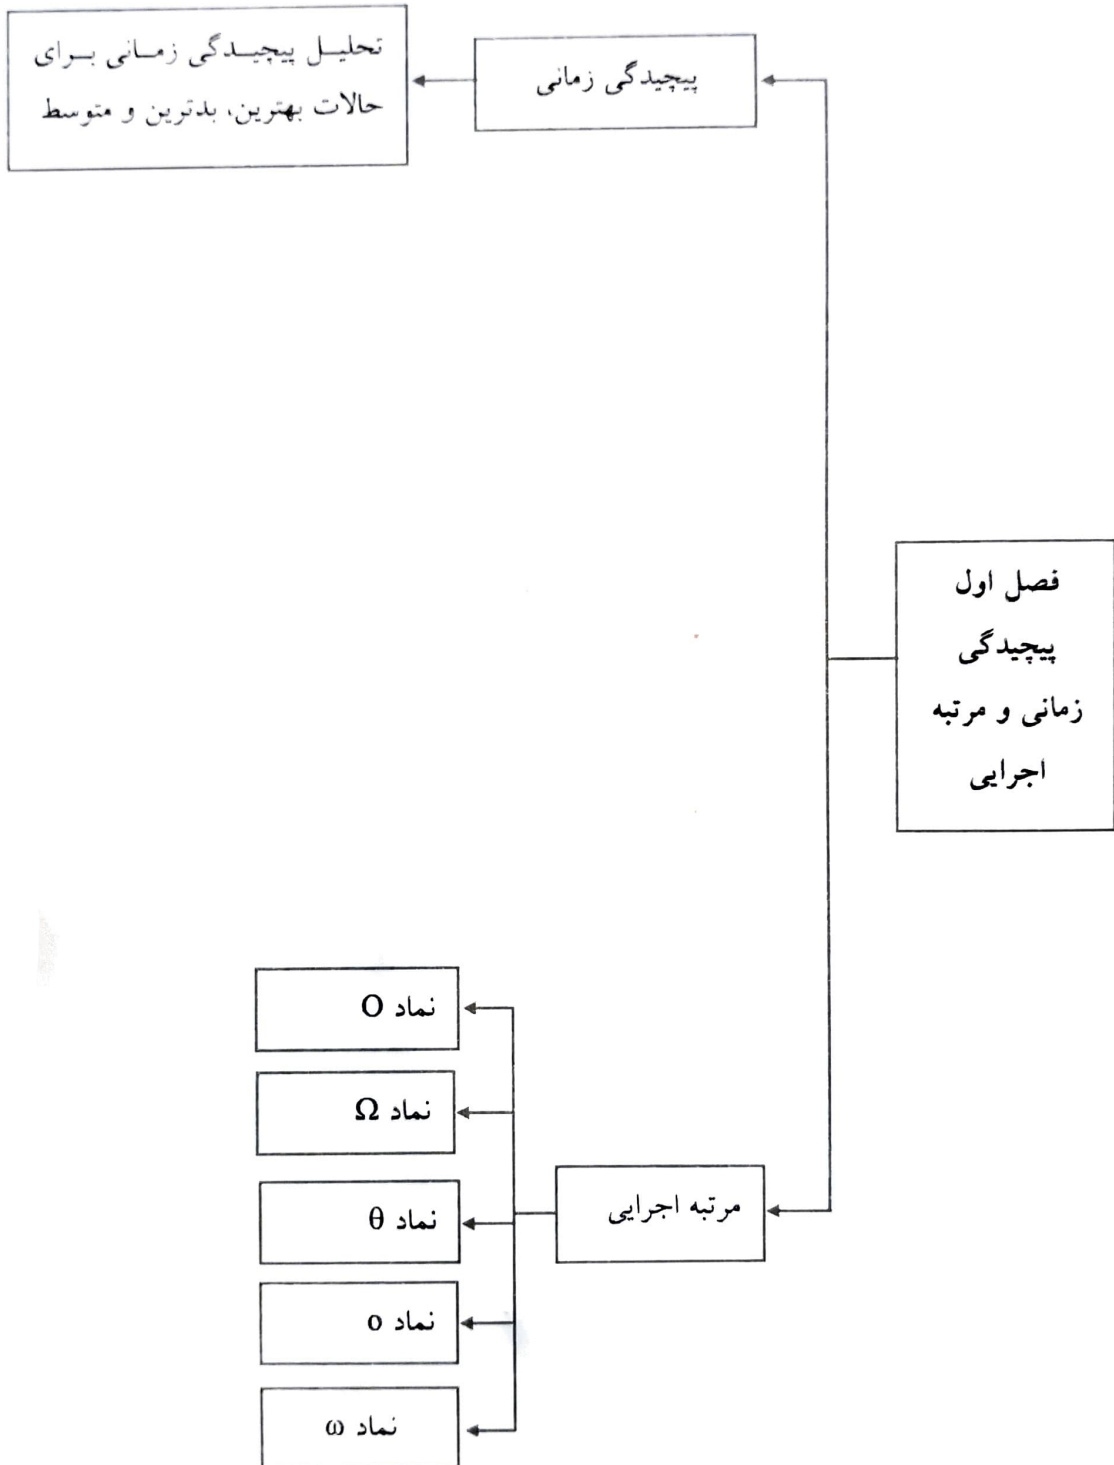 فصل اول
پیچیدگی
زمانی و مرتبه
اجرایی
پیچیدگی زمانی
تحلیل پیچیدگی زمانی برای
حالات بهترین، بدترین و متوسط
مرتبه اجرایی
نماد O
نماد Ω
نماد θ
نماد o
نماد ω